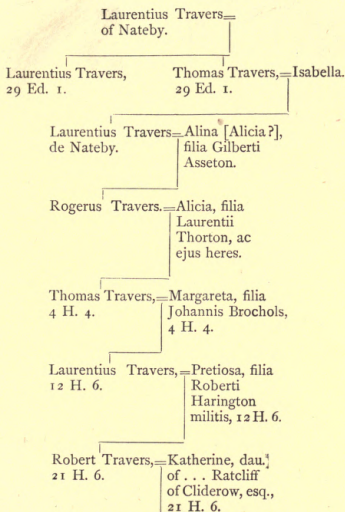 Laurentius Travers=
of Nateby.
Laurentius Travers,
29 Ed. 1.
Thomas Travers,=Isabella.
29 Ed. 1.
Laurentius Travers=Alina [Alicia?],
de Nateby.
filia Gilberti
Asseton.
Rogerus Travers.=Alicia, filia
Laurentii
Thorton, ac
ejus heres.
Thomas Travers,=Margareta, filia
4 H. 4.
Johannis Brochols,
4 H. 4.
Laurentius Travers,=Pretiosa, filia
12 H. 6.
Roberti
Harington
militis, 12 H. 6.
Robert Travers,=Katherine, dau.
21 H. 6.
of . . . Ratcliff
of Cliderow, esq.,
21 H. 6.